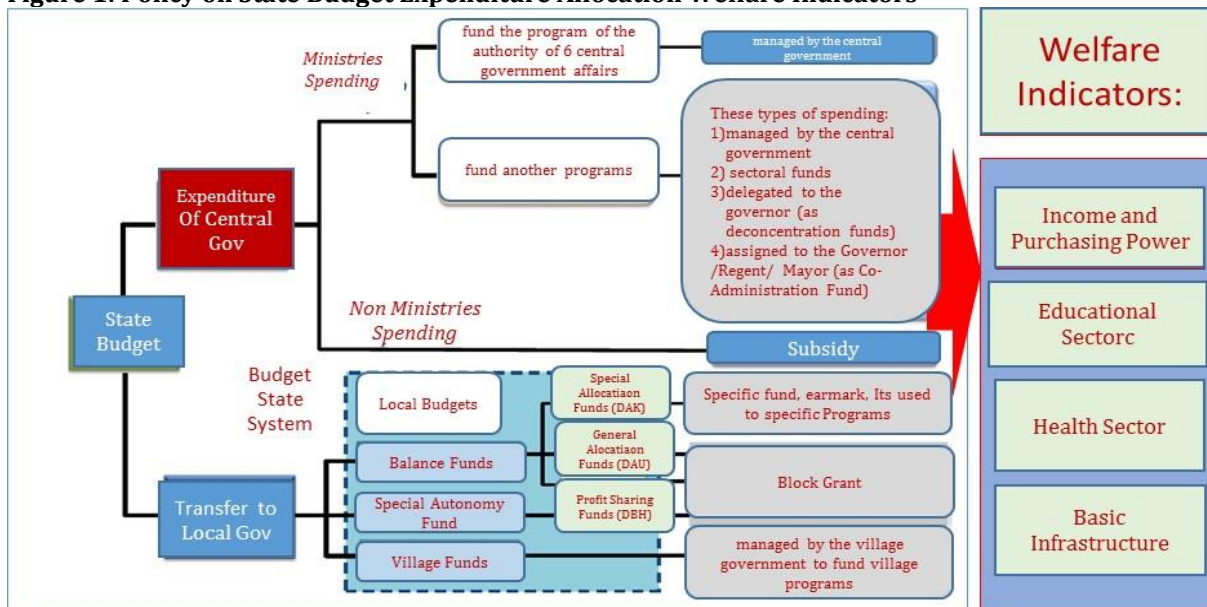 Figure 1. Policy on State Budget Expenditure Allocation Welfare Indicators
fund the program of the
authority of 6 central
government affairs
managed by the central
government
Ministries
Spending
fund another programs
These types of spending:
1)managed by the central
government
2) sectoral funds
3)delegated to the
governor (as
deconcentration funds)
4)assigned to the Governor
/Regent/ Mayor (as Co-
Administration Fund)
Expenditure
Of Central
Gov
State
Budget
Non Ministries
Spending
Subsidy
Budget
State
System
Local Budgets
Special
Allocatiaon
Funds (DAK)
Specific fund, earmark, Its used
to specific Programs
Balance Funds
General
Alocatiaon
Funds (DAU)
Block Grant
Transfer to
Local Gov
Special Autonomy
Fund
Profit Sharing
Funds (DBH)
Village Funds
managed by the village
government to fund village
programs
Welfare
Indicators:
Income and
Purchasing Power
Educational
Sectorc
Health Sector
Basic
Infrastructure